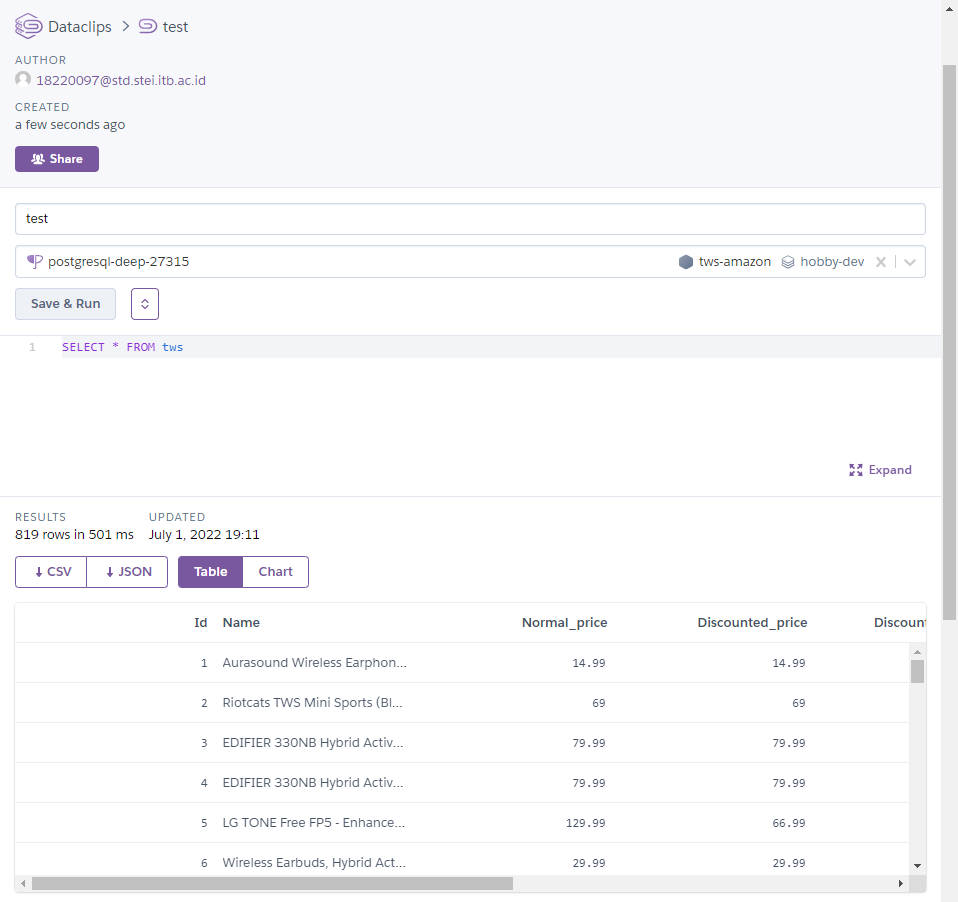 Dataclips > test
AUTHOR
18220097@std.stei.itb.ac.id
CREATED
a few seconds ago
Share
test
postgresql-deep-27315 tws-amazon hobby-dev
Save & Run
1 SELECT * FROM tws
Expand
RESULTS UPDATED
819 rows in 501 ms July 1, 2022 19:11
CSV JSON Table Chart
Id Name Normal_price Discounted_price Discoun
1 Aurasound Wireless Earphon... 14.99 14.99
2 Riotcats TWS Mini Sports (Bl... 69 69
3 EDIFIER 330NB Hybrid Activ... 79.99 79.99
4 EDIFIER 330NB Hybrid Activ... 79.99 79.99
5 LG TONE Free FP5 - Enhance... 129.99 66.99
6 Wireless Earbuds, Hybrid Act... 29.99 29.99